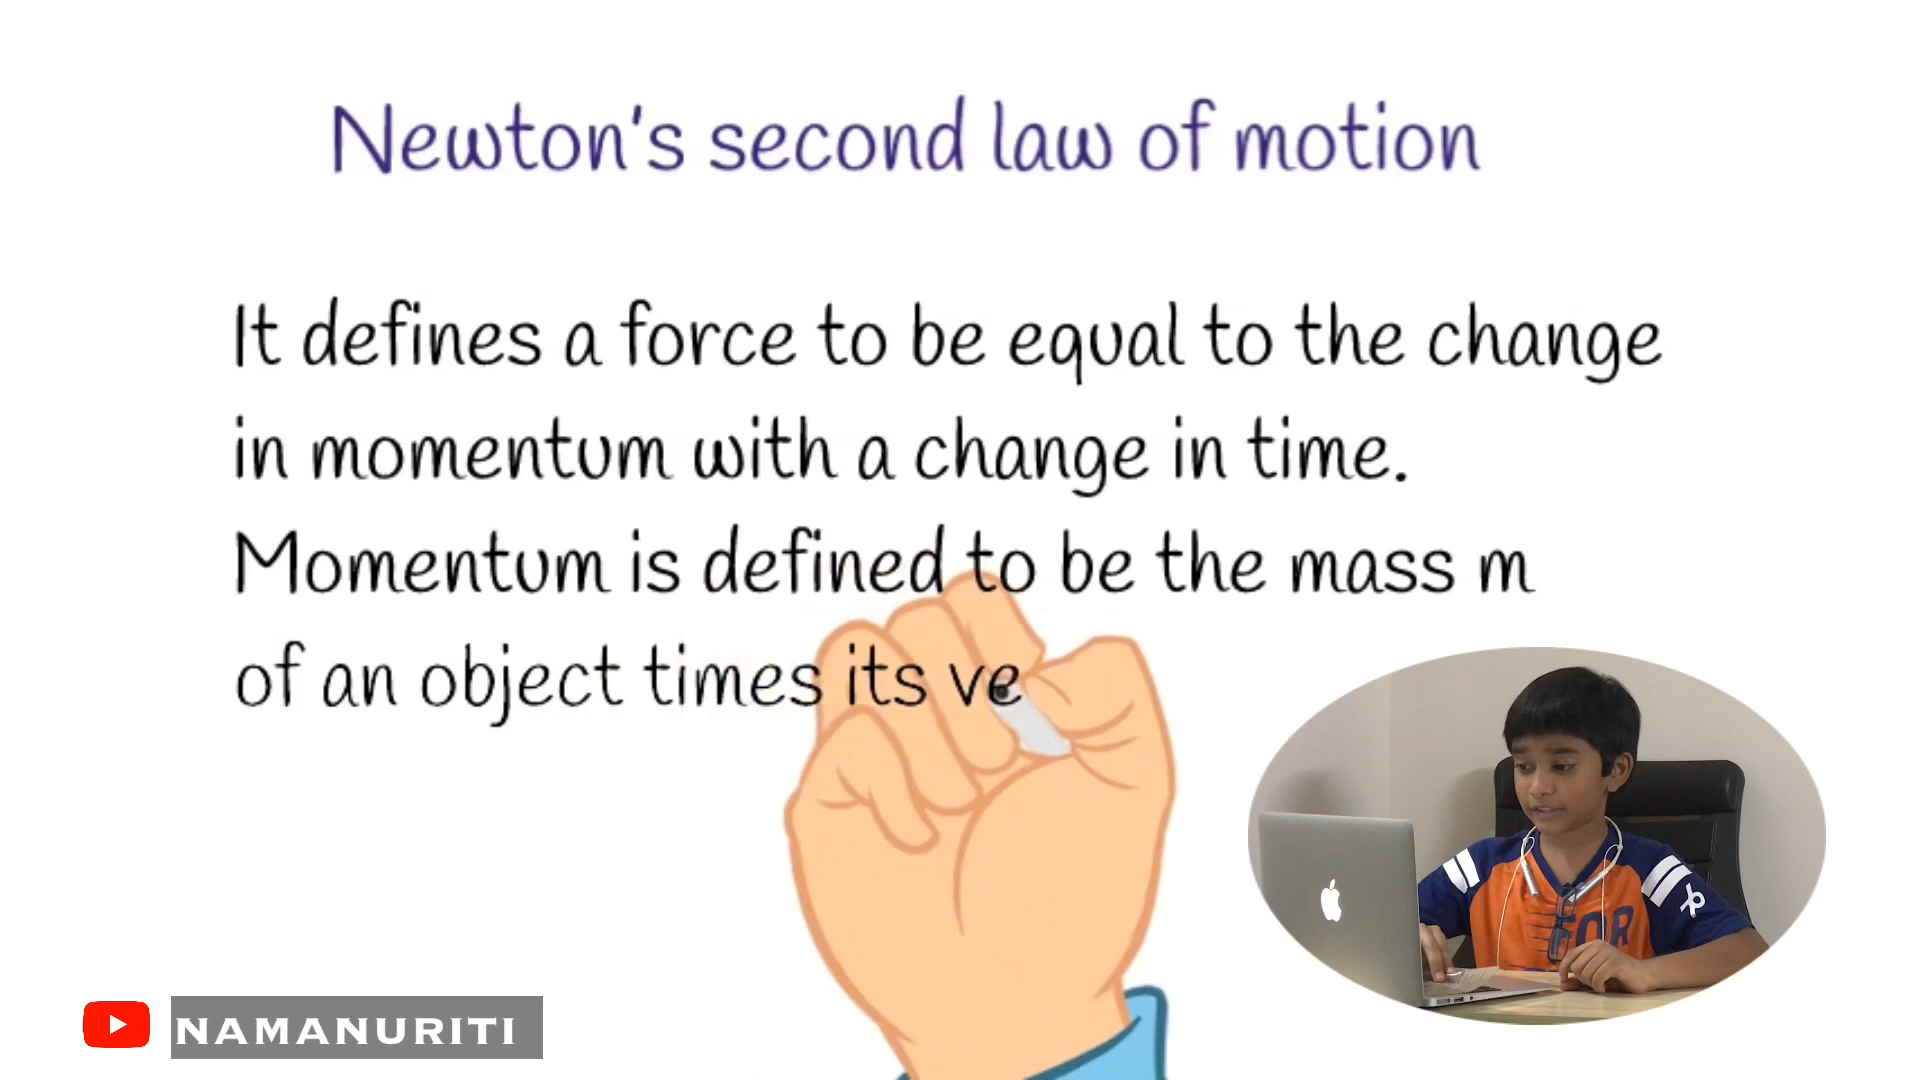 Newton's second law of motion
It defines a force to be equal to the change
in momentum with a change in time.
Momentum is defined to be the mass m
of an object times its ve
FOR
NAMANURITI